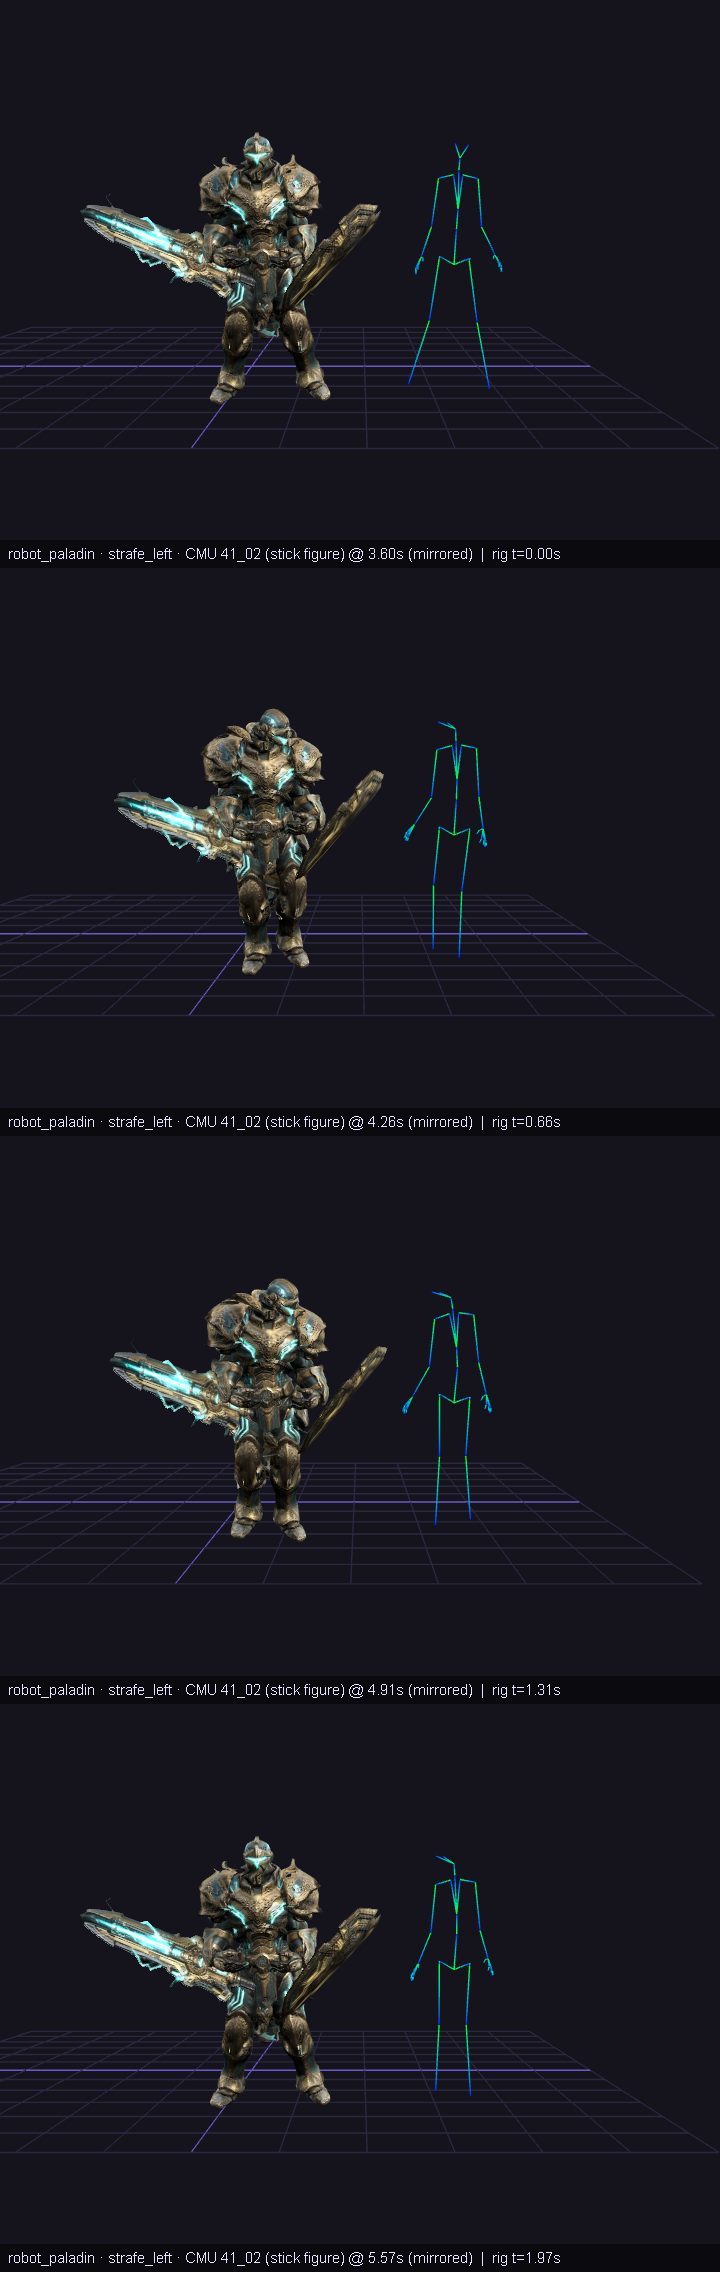 robot_paladin · strafe_left · CMU 41_02 (stick figure) @ 3.60s (mirrored) | rig t=0.00s
robot_paladin · strafe_left · CMU 41_02 (stick figure) @ 4.26s (mirrored) | rig t=0.66s
robot_paladin · strafe_left · CMU 41_02 (stick figure) @ 4.91s (mirrored) | rig t=1.31s
robot_paladin · strafe_left · CMU 41_02 (stick figure) @ 5.57s (mirrored) | rig t=1.97s